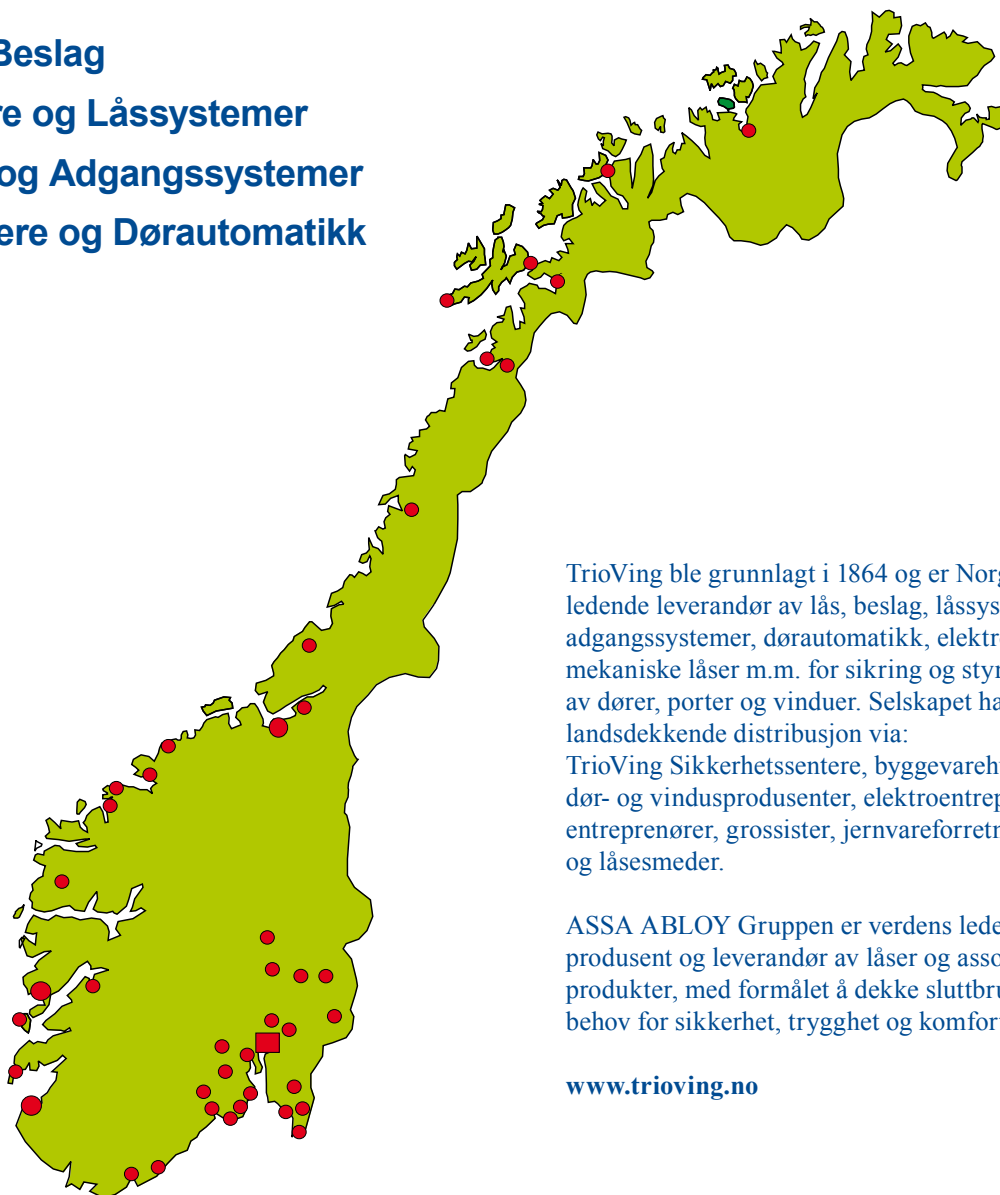 Beslag
re og Låssystemer
og Adgangssystemer
ere og Dørautomatikk
TrioVing ble grunnlagt i 1864 og er Norg
ledende leverandør av lås, beslag, låssys
adgangssystemer, dørautomatikk, elektr
mekaniske låser m.m. for sikring og styr
av dører, porter og vinduer. Selskapet ha
landsdekkende distribusjon via:
TrioVing Sikkerhetssentere, byggevareh
dør- og vindusprodusenter, elektroentrep
entreprenører, grossister, jernvareforretn
og låsesmeder.
ASSA ABLOY Gruppen er verdens lede
produsent og leverandør av låser og asso
produkter, med formålet å dekke sluttbru
behov for sikkerhet, trygghet og komfor
www.trioving.no